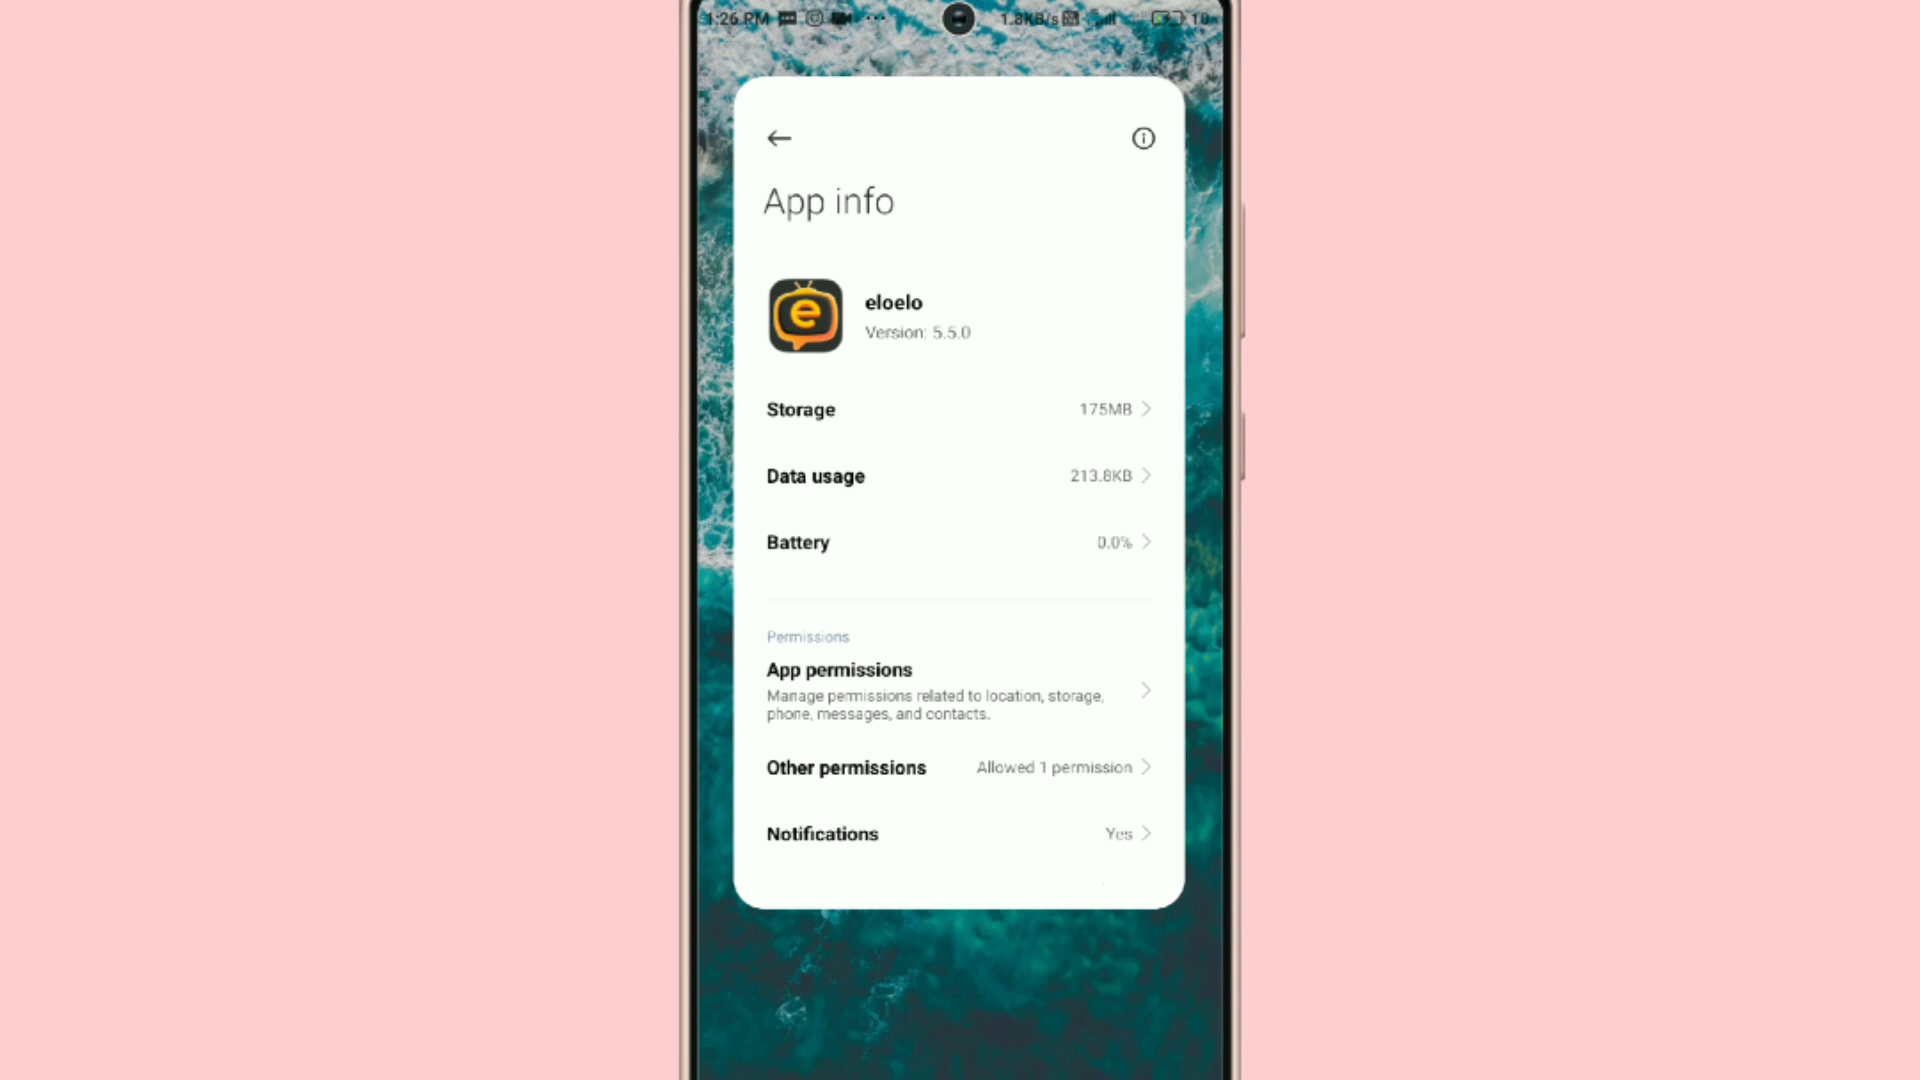 1:26 PM 1.8KB/s
App info
e
eloelo
Version: 5.5.0
Storage 175MB
Data usage 213.8KB
Battery 0.0%
Permissions
App permissions
Manage permissions related to location, storage,
phone, messages, and contacts.
Other permissions Allowed 1 permission
Notifications Yes